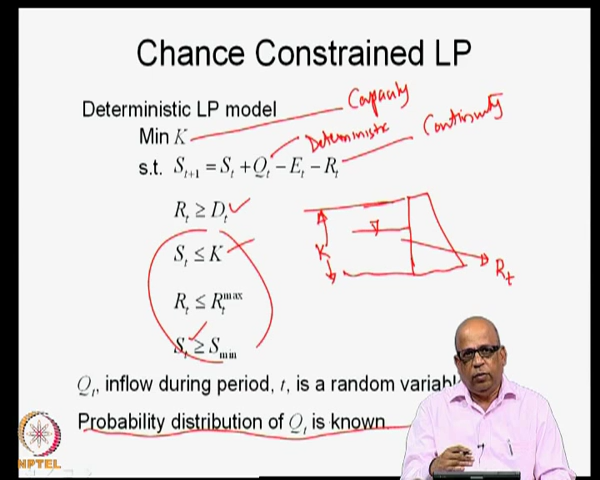 Chance Constrained LP
Deterministic LP model
Capacity
Min K
Deterministic
Continuity
s.t. S_{t+1} = S_t + Q_t − E_t − R_t
R_t ≥ D_t
S_t ≤ K
K
R_t
R_t ≤ R_t^{max}
S_t ≥ S_min
Q_t, inflow during period, t, is a random variabl
Probability distribution of Q_t is known
NPTEL